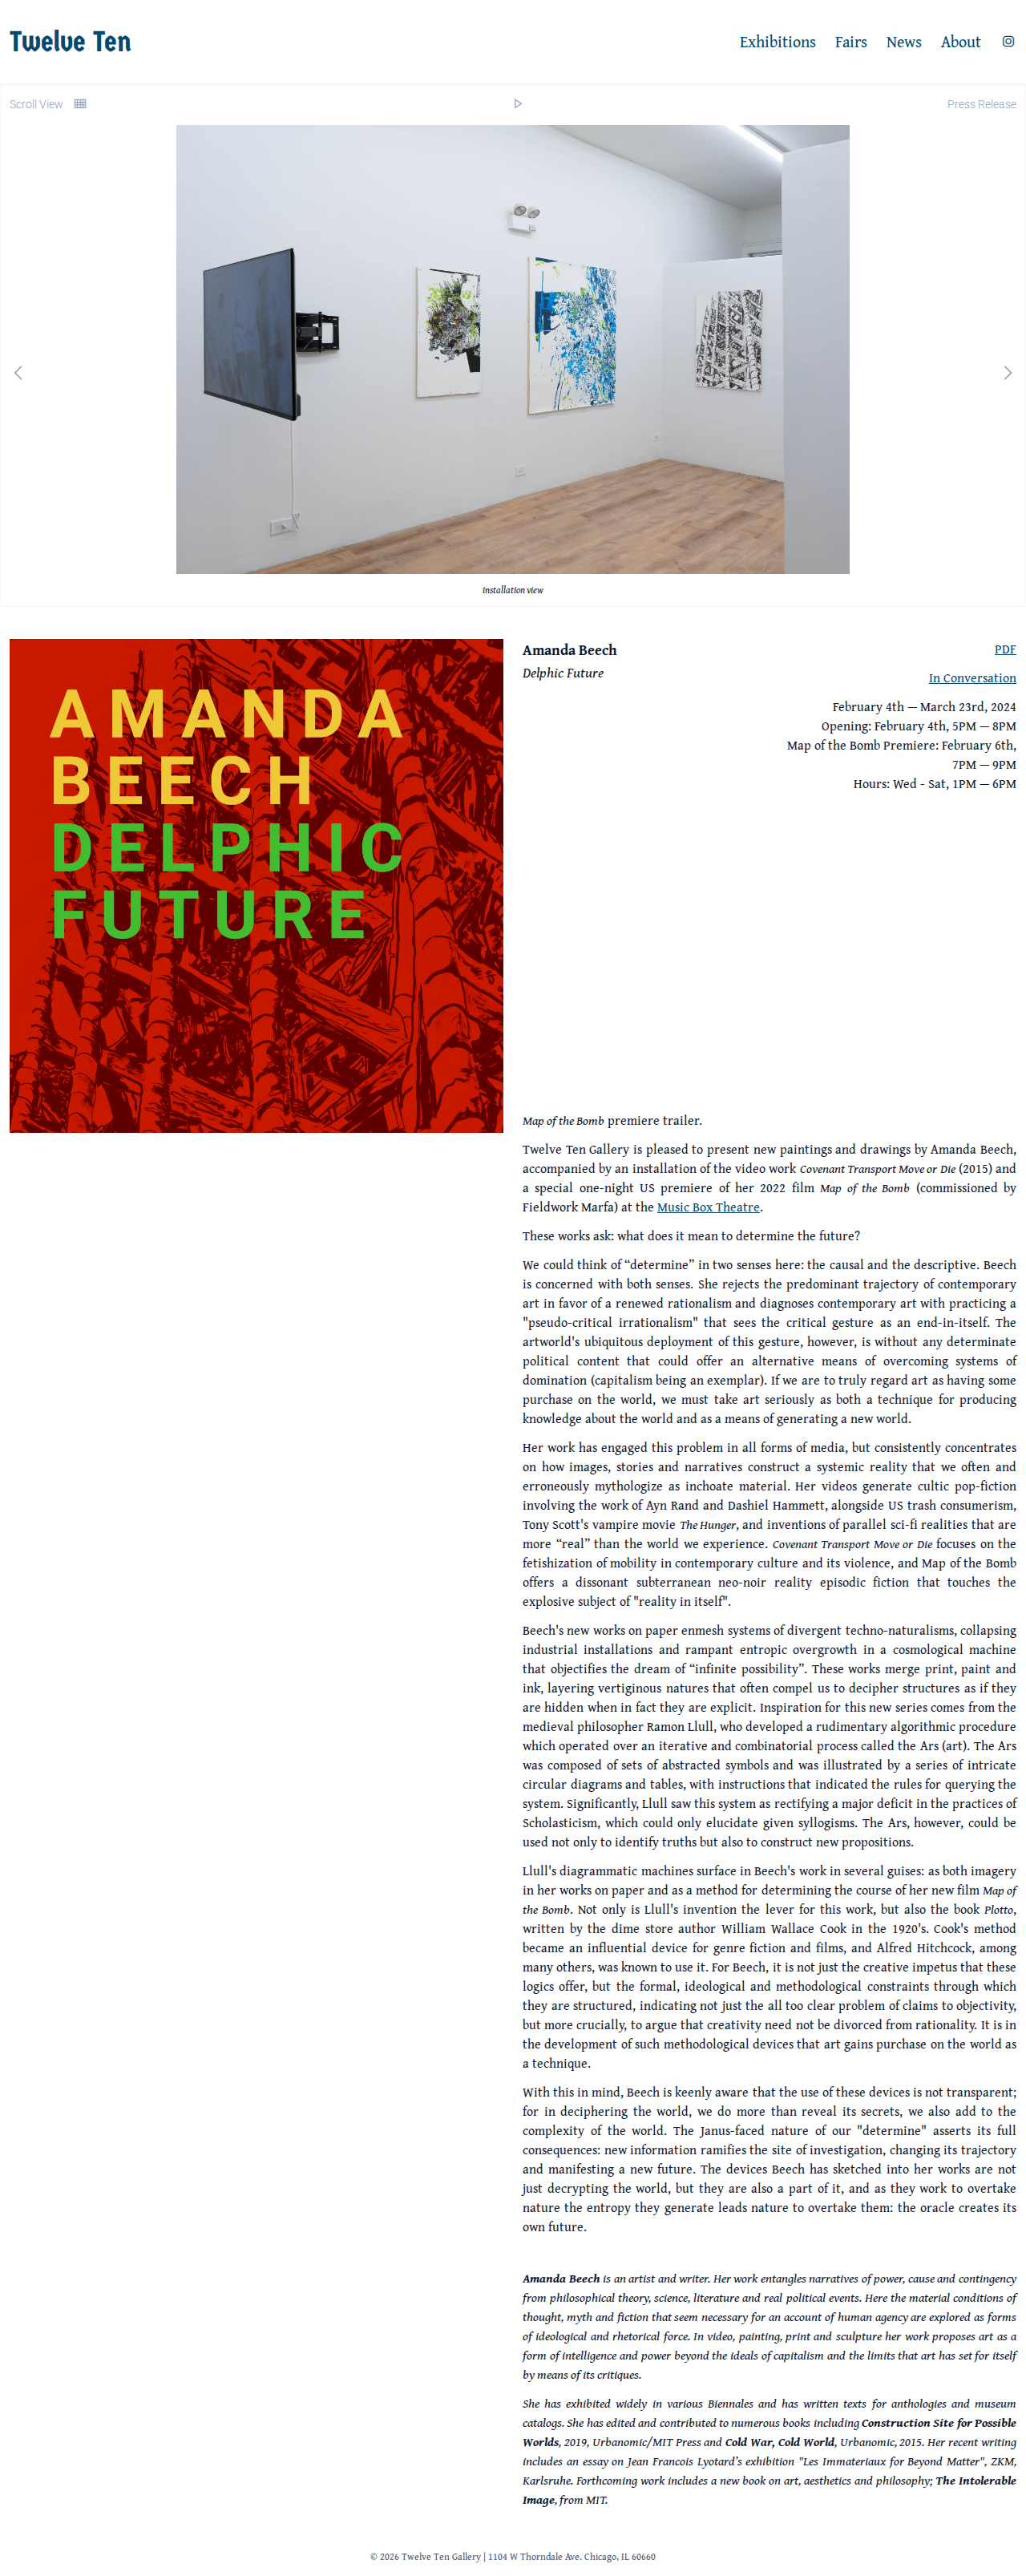 Twelve Ten
Exhibitions Fairs News About
Scroll View
Press Release
installation view
AMANDA
BEECH
DELPHIC
FUTURE
Amanda Beech
Delphic Future
PDF
In Conversation
February 4th — March 23rd, 2024
Opening: February 4th, 5PM — 8PM
Map of the Bomb Premiere: February 6th,
7PM — 9PM
Hours: Wed - Sat, 1PM — 6PM
Map of the Bomb premiere trailer.
Twelve Ten Gallery is pleased to present new paintings and drawings by Amanda Beech,
accompanied by an installation of the video work Covenant Transport Move or Die (2015) and
a special one-night US premiere of her 2022 film Map of the Bomb (commissioned by
Fieldwork Marfa) at the Music Box Theatre.
These works ask: what does it mean to determine the future?
We could think of “determine” in two senses here: the causal and the descriptive. Beech
is concerned with both senses. She rejects the predominant trajectory of contemporary
art in favor of a renewed rationalism and diagnoses contemporary art with practicing a
"pseudo-critical irrationalism" that sees the critical gesture as an end-in-itself. The
artworld's ubiquitous deployment of this gesture, however, is without any determinate
political content that could offer an alternative means of overcoming systems of
domination (capitalism being an exemplar). If we are to truly regard art as having some
purchase on the world, we must take art seriously as both a technique for producing
knowledge about the world and as a means of generating a new world.
Her work has engaged this problem in all forms of media, but consistently concentrates
on how images, stories and narratives construct a systemic reality that we often and
erroneously mythologize as inchoate material. Her videos generate cultic pop-fiction
involving the work of Ayn Rand and Dashiel Hammett, alongside US trash consumerism,
Tony Scott's vampire movie The Hunger, and inventions of parallel sci-fi realities that are
more “real” than the world we experience. Covenant Transport Move or Die focuses on the
fetishization of mobility in contemporary culture and its violence, and Map of the Bomb
offers a dissonant subterranean neo-noir reality episodic fiction that touches the
explosive subject of "reality in itself".
Beech's new works on paper enmesh systems of divergent techno-naturalisms, collapsing
industrial installations and rampant entropic overgrowth in a cosmological machine
that objectifies the dream of “infinite possibility”. These works merge print, paint and
ink, layering vertiginous natures that often compel us to decipher structures as if they
are hidden when in fact they are explicit. Inspiration for this new series comes from the
medieval philosopher Ramon Llull, who developed a rudimentary algorithmic procedure
which operated over an iterative and combinatorial process called the Ars (art). The Ars
was composed of sets of abstracted symbols and was illustrated by a series of intricate
circular diagrams and tables, with instructions that indicated the rules for querying the
system. Significantly, Llull saw this system as rectifying a major deficit in the practices of
Scholasticism, which could only elucidate given syllogisms. The Ars, however, could be
used not only to identify truths but also to construct new propositions.
Llull's diagrammatic machines surface in Beech's work in several guises: as both imagery
in her works on paper and as a method for determining the course of her new film Map of
the Bomb. Not only is Llull's invention the lever for this work, but also the book Plotto,
written by the dime store author William Wallace Cook in the 1920's. Cook's method
became an influential device for genre fiction and films, and Alfred Hitchcock, among
many others, was known to use it. For Beech, it is not just the creative impetus that these
logics offer, but the formal, ideological and methodological constraints through which
they are structured, indicating not just the all too clear problem of claims to objectivity,
but more crucially, to argue that creativity need not be divorced from rationality. It is in
the development of such methodological devices that art gains purchase on the world as
a technique.
With this in mind, Beech is keenly aware that the use of these devices is not transparent;
for in deciphering the world, we do more than reveal its secrets, we also add to the
complexity of the world. The Janus-faced nature of our "determine" asserts its full
consequences: new information ramifies the site of investigation, changing its trajectory
and manifesting a new future. The devices Beech has sketched into her works are not
just decrypting the world, but they are also a part of it, and as they work to overtake
nature the entropy they generate leads nature to overtake them: the oracle creates its
own future.
Amanda Beech is an artist and writer. Her work entangles narratives of power, cause and contingency
from philosophical theory, science, literature and real political events. Here the material conditions of
thought, myth and fiction that seem necessary for an account of human agency are explored as forms
of ideological and rhetorical force. In video, painting, print and sculpture her work proposes art as a
form of intelligence and power beyond the ideals of capitalism and the limits that art has set for itself
by means of its critiques.
She has exhibited widely in various Biennales and has written texts for anthologies and museum
catalogs. She has edited and contributed to numerous books including Construction Site for Possible
Worlds, 2019, Urbanomic/MIT Press and Cold War, Cold World, Urbanomic, 2015. Her recent writing
includes an essay on Jean Francois Lyotard’s exhibition "Les Immateriaux for Beyond Matter", ZKM,
Karlsruhe. Forthcoming work includes a new book on art, aesthetics and philosophy; The Intolerable
Image, from MIT.
© 2026 Twelve Ten Gallery | 1104 W Thorndale Ave. Chicago, IL 60660